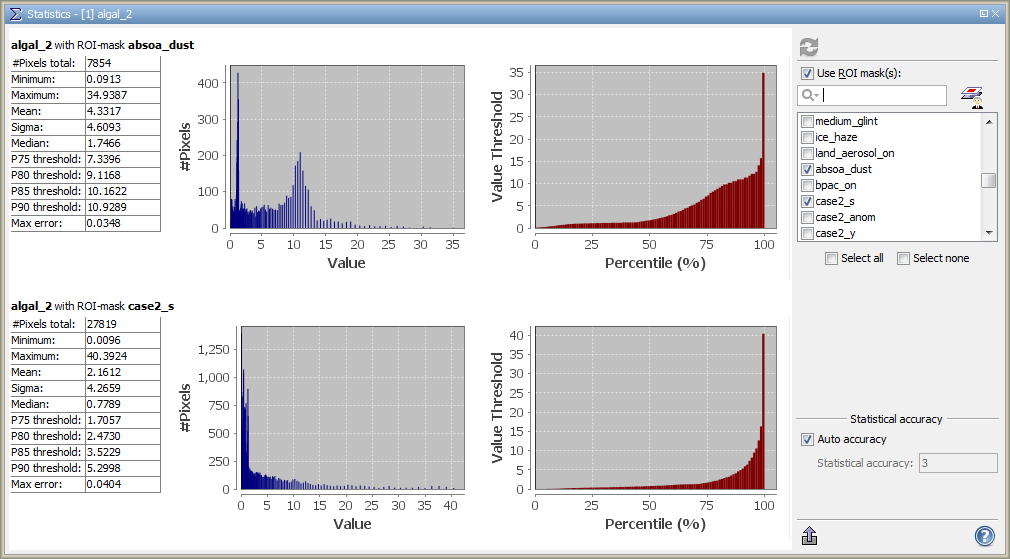 Statistics - [1] algal_2
algal_2 with ROI-mask absoa_dust
#Pixels total: 7854
Minimum: 0.0913
Maximum: 34.9387
Mean: 4.3317
Sigma: 4.6093
Median: 1.7466
P75 threshold: 7.3396
P80 threshold: 9.1168
P85 threshold: 10.1622
P90 threshold: 10.9289
Max error: 0.0348
#Pixels
400
300
200
100
0
0 5 10 15 20 25 30 35
Value
Value Threshold
35
30
25
20
15
10
5
0
0 25 50 75 100
Percentile (%)
algal_2 with ROI-mask case2_s
#Pixels total: 27819
Minimum: 0.0096
Maximum: 40.3924
Mean: 2.1612
Sigma: 4.2659
Median: 0.7789
P75 threshold: 1.7057
P80 threshold: 2.4730
P85 threshold: 3.5229
P90 threshold: 5.2998
Max error: 0.0404
#Pixels
1,250
1,000
750
500
250
0
0 5 10 15 20 25 30 35 40
Value
Value Threshold
40
35
30
25
20
15
10
5
0
0 25 50 75 100
Percentile (%)
Use ROI mask(s):
medium_glint
ice_haze
land_aerosol_on
absoa_dust
bpac_on
case2_s
case2_anom
case2_y
Select all Select none
Statistical accuracy
Auto accuracy
Statistical accuracy: 3
?